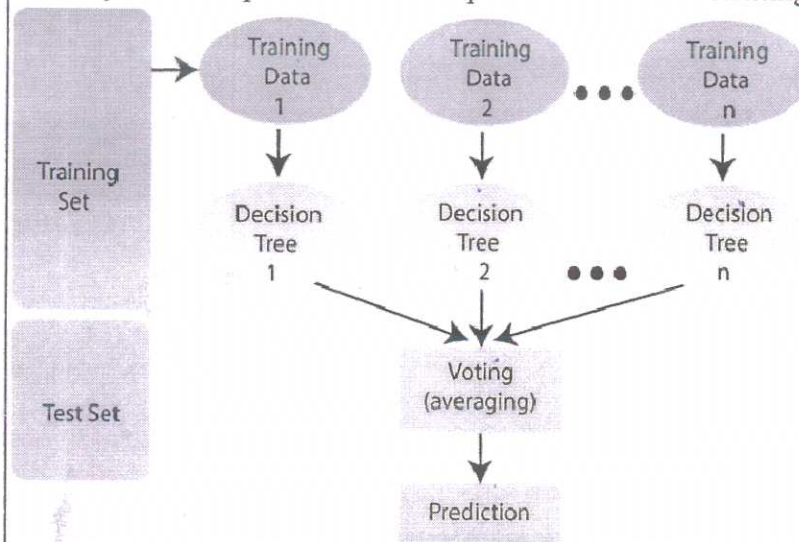 Training
Data
1
Training
Data
2
Training
Data
n
Training
Set
Decision
Tree
1
Decision
Tree
2
Decision
Tree
n
Test Set
Voting
(averaging)
Prediction